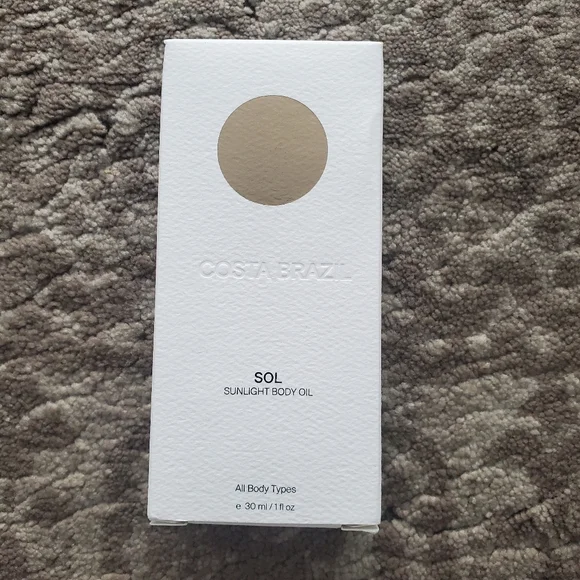 COSTA BRAZIL
SOL
SUNLIGHT BODY OIL
All Body Types
e 30 ml / 1 fl oz